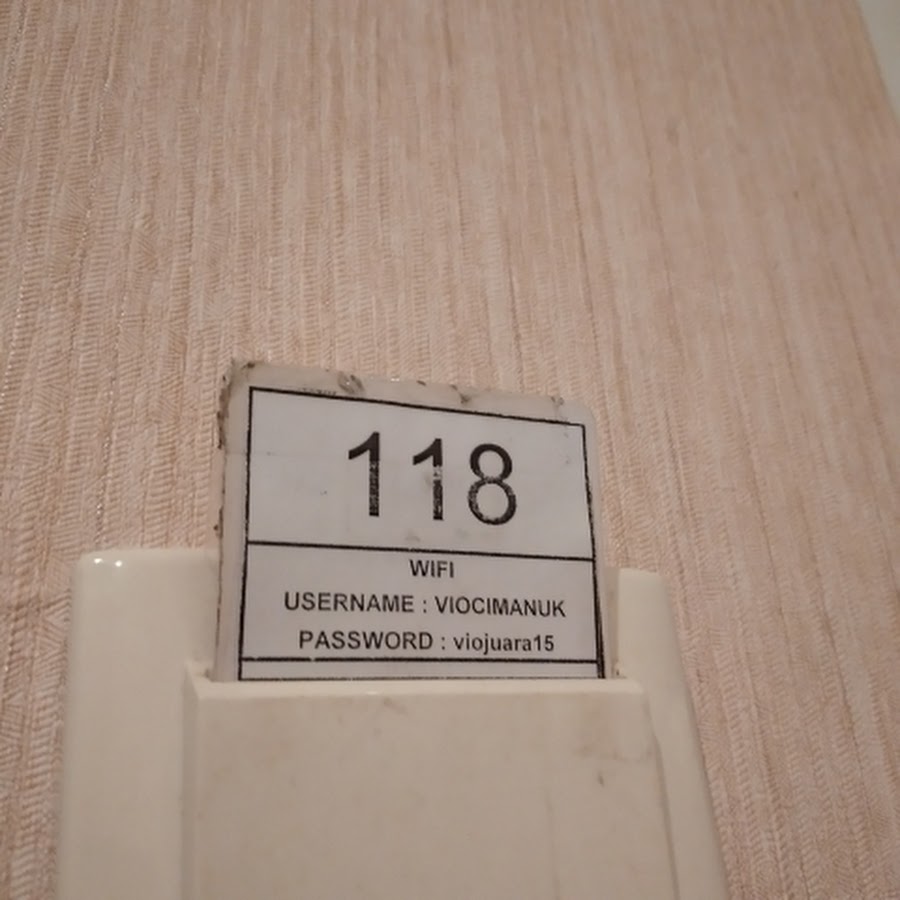 118
WIFI
USERNAME : VIOCIMANUK
PASSWORD : viojuara15